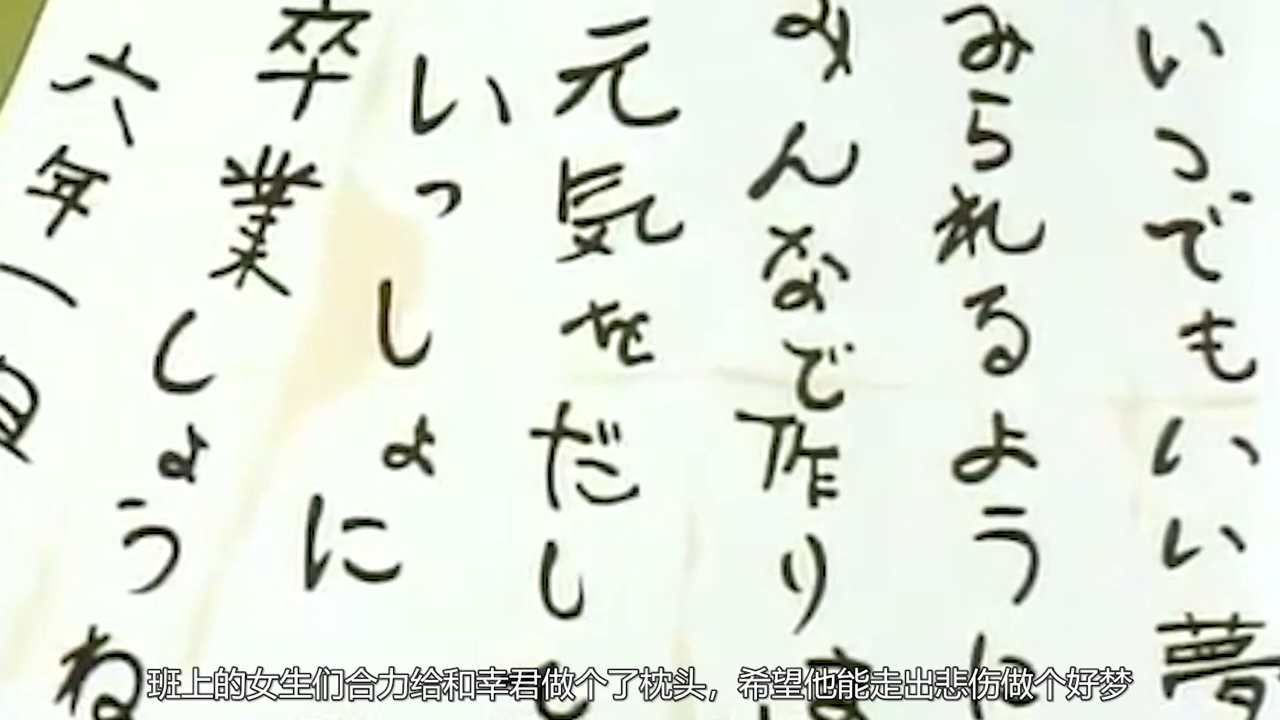 いつでもいい夢
みられるように
みんなで作り
元気をだし
いっしょに
卒業しょうね
六年一組
班上的女生们合力给和幸君做个了枕头，希望他能走出悲伤做个好梦